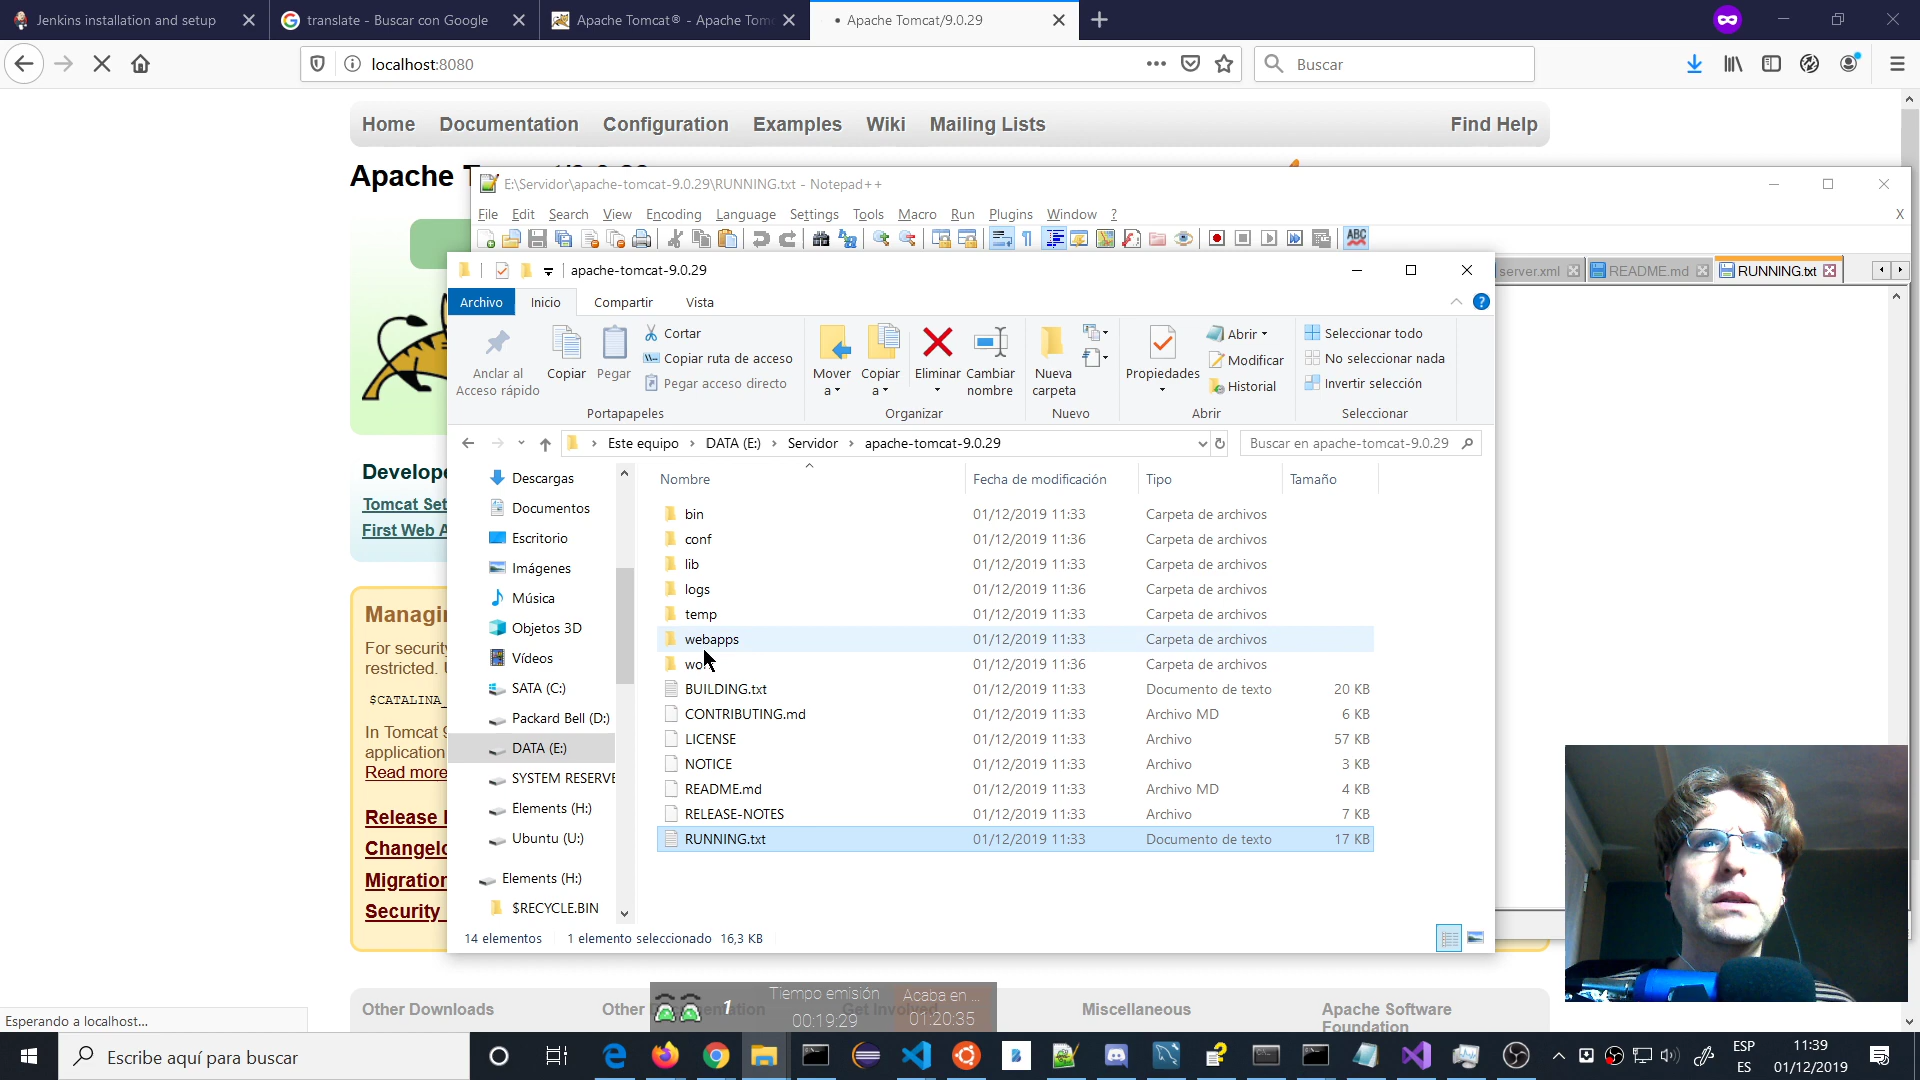 Jenkins installation and setup
translate - Buscar con Google
Apache Tomcat® - Apache Tom
• Apache Tomcat/9.0.29
localhost:8080
Buscar
Home Documentation Configuration Examples Wiki Mailing Lists Find Help
Apache
E:\Servidor\apache-tomcat-9.0.29\RUNNING.txt - Notepad++
File Edit Search View Encoding Language Settings Tools Macro Run Plugins Window ?
X
ABC
server.xml README.md RUNNING.txt
apache-tomcat-9.0.29
Archivo Inicio Compartir Vista
Anclar al Acceso rápido
Copiar
Pegar
Cortar
Copiar ruta de acceso
Pegar acceso directo
Mover a
Copiar a
Eliminar
Cambiar nombre
Nueva carpeta
Propiedades
Abrir
Modificar
Historial
Seleccionar todo
No seleccionar nada
Invertir selección
Portapapeles Organizar Nuevo Abrir Seleccionar
Este equipo > DATA (E:) > Servidor > apache-tomcat-9.0.29
Buscar en apache-tomcat-9.0.29
Descargas
Documentos
Escritorio
Imágenes
Música
Objetos 3D
Vídeos
SATA (C:)
Packard Bell (D:)
DATA (E:)
SYSTEM RESERVE
Elements (H:)
Ubuntu (U:)
Elements (H:)
$RECYCLE.BIN
Nombre Fecha de modificación Tipo Tamaño
bin 01/12/2019 11:33 Carpeta de archivos
conf 01/12/2019 11:36 Carpeta de archivos
lib 01/12/2019 11:33 Carpeta de archivos
logs 01/12/2019 11:36 Carpeta de archivos
temp 01/12/2019 11:33 Carpeta de archivos
webapps 01/12/2019 11:33 Carpeta de archivos
wo 01/12/2019 11:36 Carpeta de archivos
BUILDING.txt 01/12/2019 11:33 Documento de texto 20 KB
CONTRIBUTING.md 01/12/2019 11:33 Archivo MD 6 KB
LICENSE 01/12/2019 11:33 Archivo 57 KB
NOTICE 01/12/2019 11:33 Archivo 3 KB
README.md 01/12/2019 11:33 Archivo MD 4 KB
RELEASE-NOTES 01/12/2019 11:33 Archivo 7 KB
RUNNING.txt 01/12/2019 11:33 Documento de texto 17 KB
14 elementos 1 elemento seleccionado 16,3 KB
Develope
Tomcat Set
First Web A
Managin
For security
restricted.
$CATALINA_
In Tomcat 9
application
Read more
Release
Changelo
Migration
Security
Other Downloads
Other
Get Involved
Miscellaneous
Apache Software
Foundation
1
Tiempo emisión
00:19:29
Acaba en ...
01:20:35
Esperando a localhost...
Escribe aquí para buscar
ESP
ES
11:39
01/12/2019